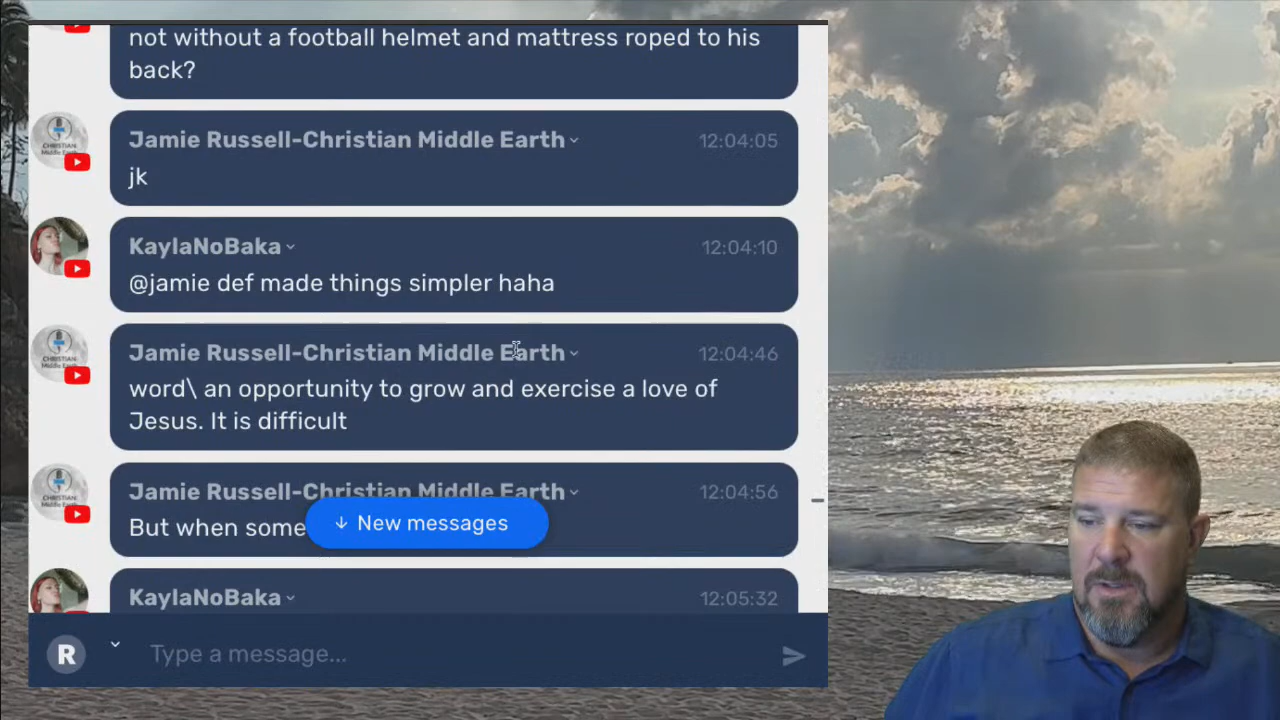 not without a football helmet and mattress roped to his
back?
Jamie Russell-Christian Middle Earth 12:04:05
jk
KaylaNoBaka 12:04:10
@jamie def made things simpler haha
Jamie Russell-Christian Middle Earth 12:04:46
word\ an opportunity to grow and exercise a love of
Jesus. It is difficult
Jamie Russell-Christian Middle Earth 12:04:56
But when some
↓ New messages
KaylaNoBaka 12:05:32
R Type a message...